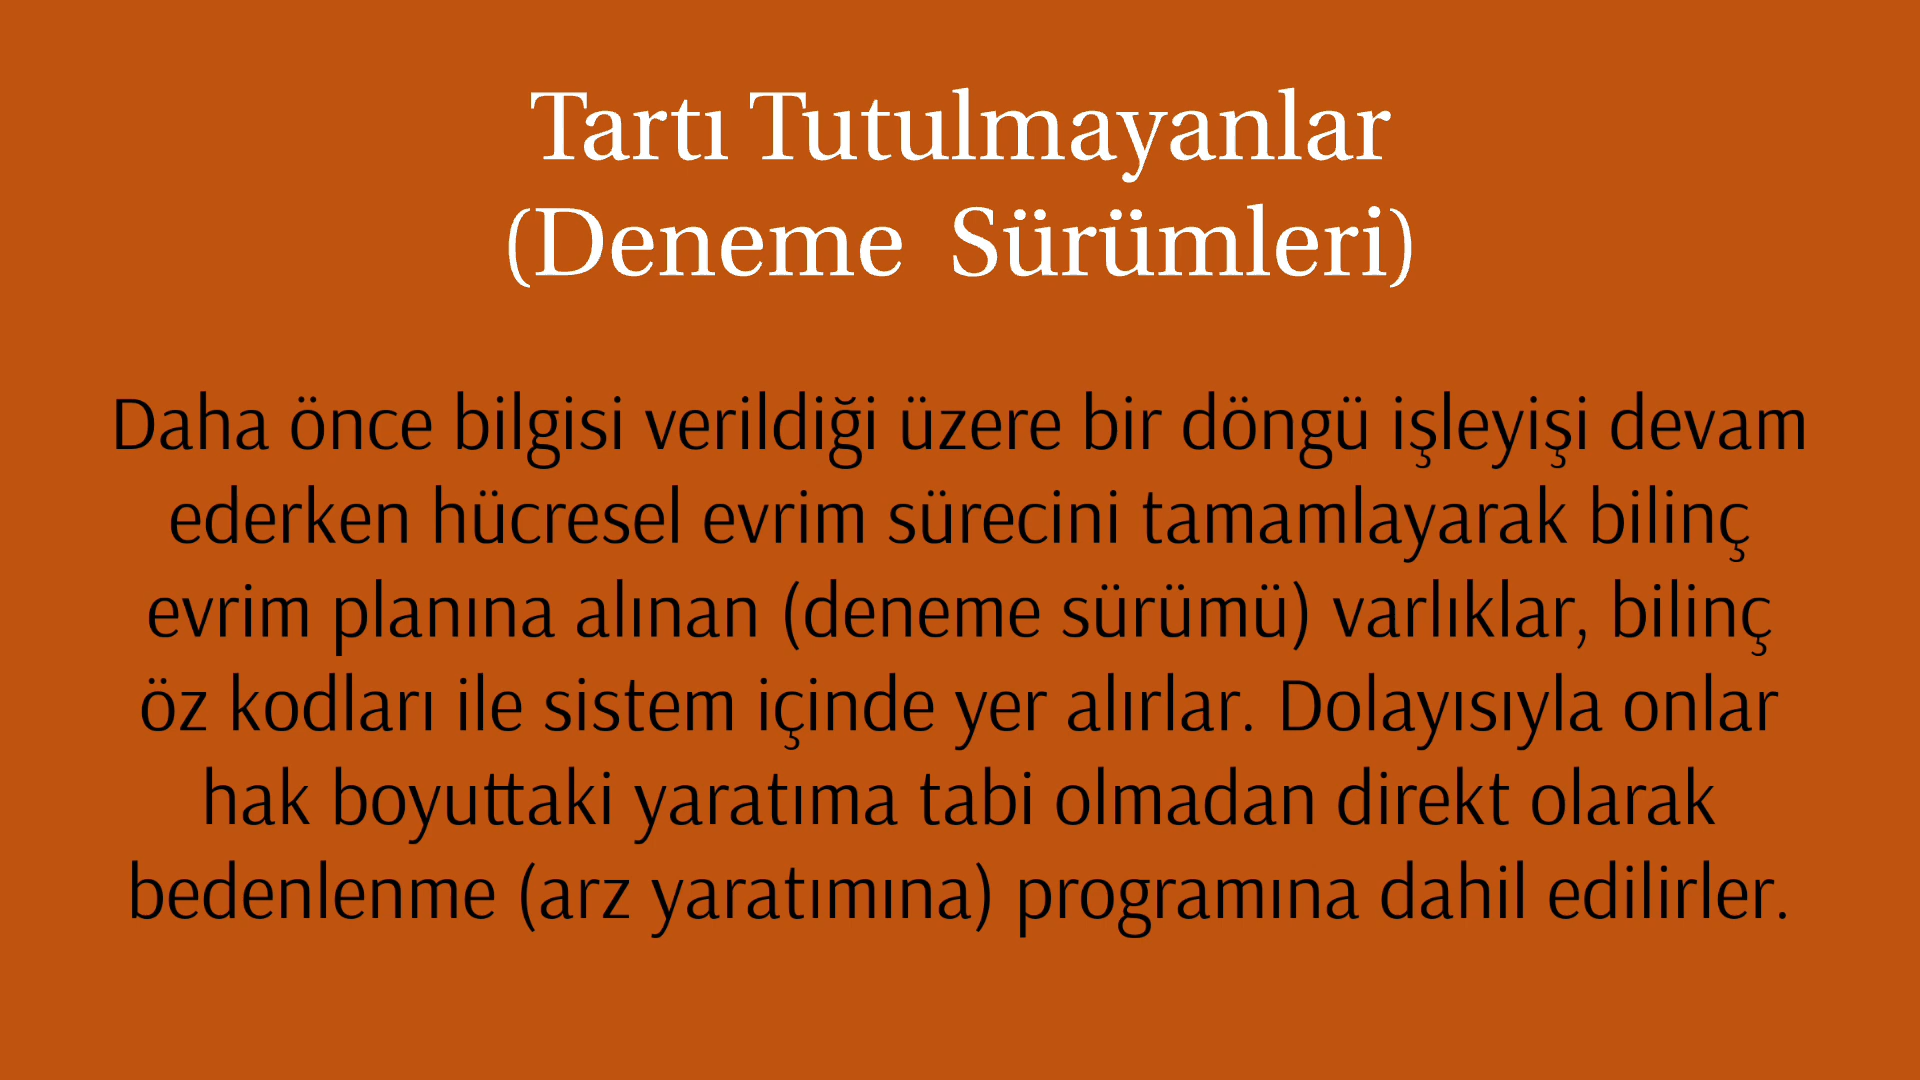 Tartı Tutulmayanlar
(Deneme  Sürümleri)
Daha önce bilgisi verildiği üzere bir döngü işleyişi devam
ederken hücresel evrim sürecini tamamlayarak bilinç
evrim planına alınan (deneme sürümü) varlıklar, bilinç
öz kodları ile sistem içinde yer alırlar. Dolayısıyla onlar
hak boyuttaki yaratıma tabi olmadan direkt olarak
bedenlenme (arz yaratımına) programına dahil edilirler.